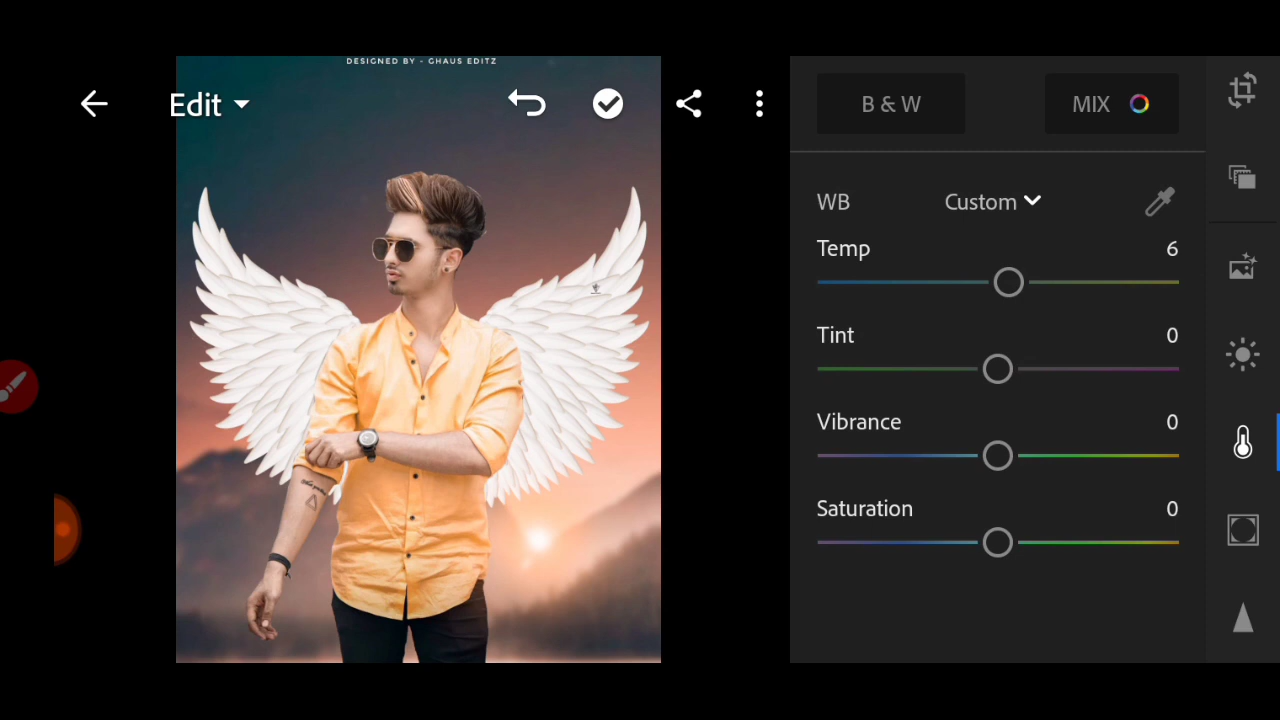 DESIGNED BY - GHAUS EDITZ
Edit
B & W
MIX
WB
Custom
Temp
6
Tint
0
Vibrance
0
Saturation
0